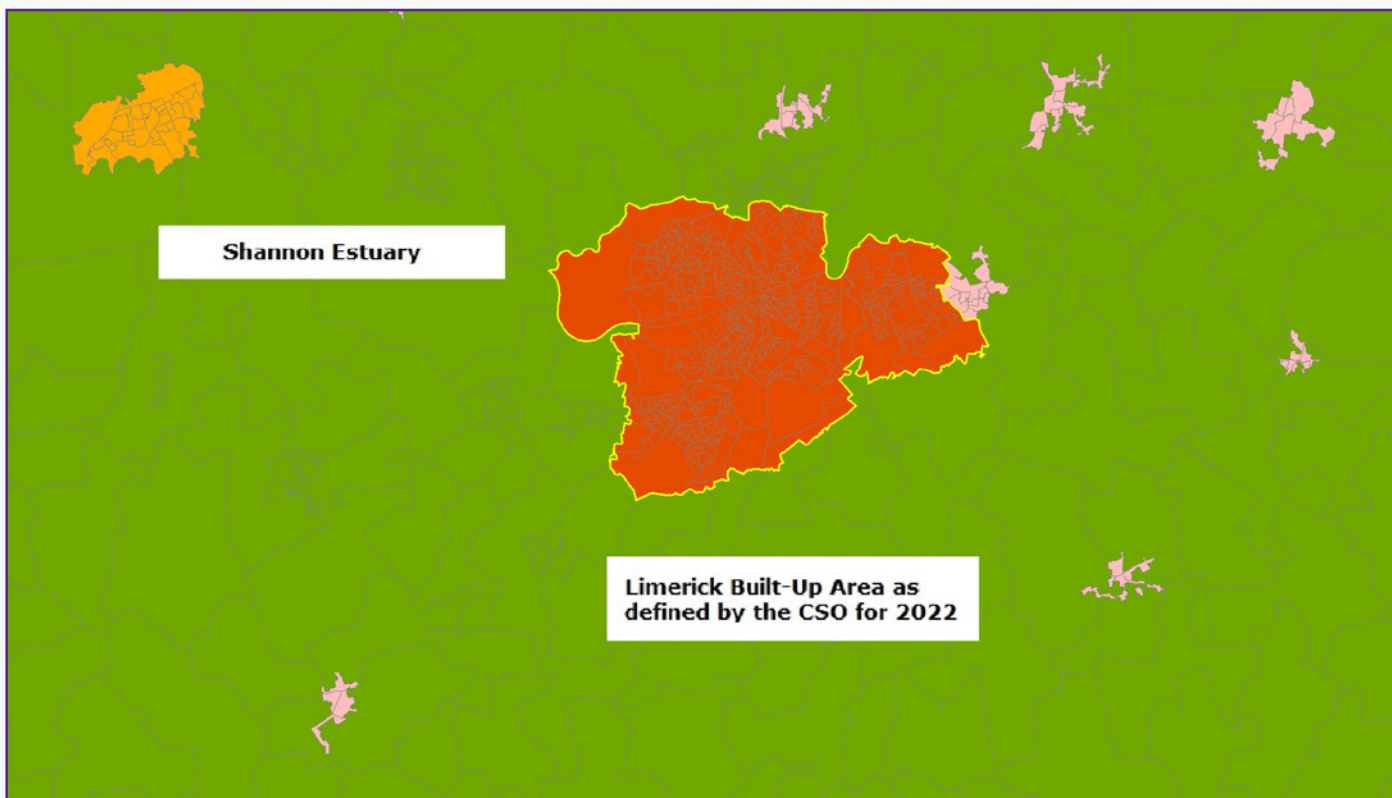 Shannon Estuary
Limerick Built-Up Area as
defined by the CSO for 2022